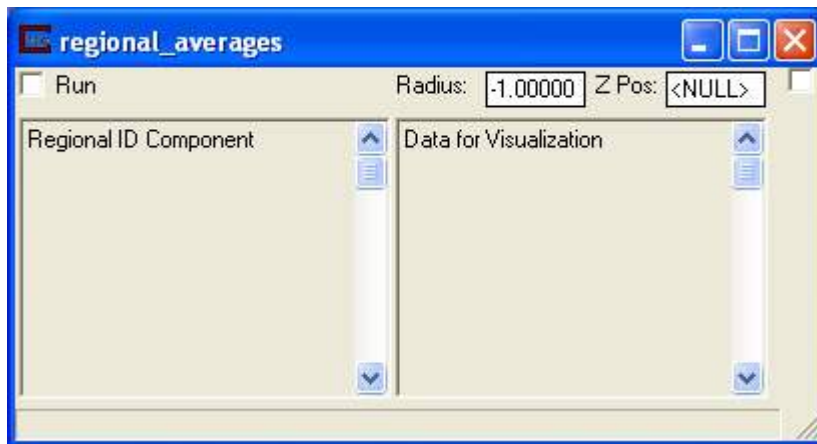 regional_averages
Run Radius: -1.00000 Z Pos: <NULL>
Regional ID Component Data for Visualization